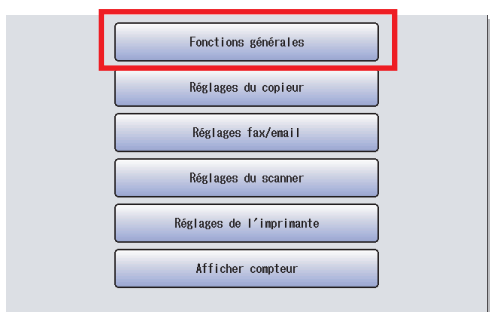 Fonctions générales
Réglages du copieur
Réglages fax/email
Réglages du scanner
Réglages de l'imprimante
Afficher compteur